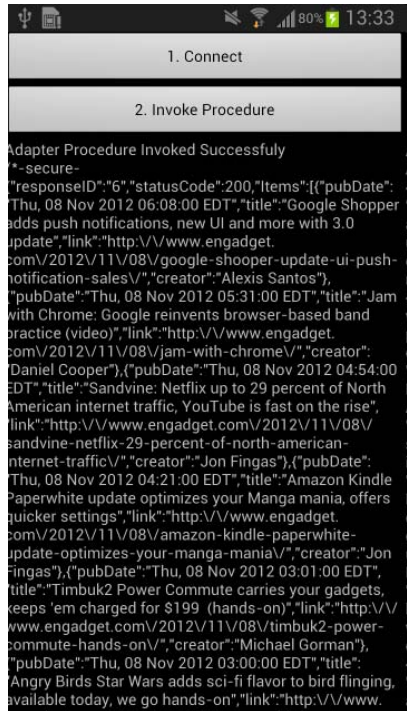 80% 13:33
1. Connect
2. Invoke Procedure
Adapter Procedure Invoked Successfuly
/*-secure-
{"responseID":"6","statusCode":200,"Items":[{"pubDate":
"Thu, 08 Nov 2012 06:08:00 EDT","title":"Google Shopper
adds push notifications, new UI and more with 3.0
update","link":"http:\/\/www.engadget.
com\/2012\/11\/08\/google-shooper-update-ui-push-
notification-sales\/","creator":"Alexis Santos"},
{"pubDate":"Thu, 08 Nov 2012 05:31:00 EDT","title":"Jam
with Chrome: Google reinvents browser-based band
practice (video)","link":"http:\/\/www.engadget.
com\/2012\/11\/08\/jam-with-chrome\/","creator":
"Daniel Cooper"},{"pubDate":"Thu, 08 Nov 2012 04:54:00
EDT","title":"Sandvine: Netflix up to 29 percent of North
American internet traffic, YouTube is fast on the rise",
"link":"http:\/\/www.engadget.com\/2012\/11\/08\/
sandvine-netflix-29-percent-of-north-american-
internet-traffic\/","creator":"Jon Fingas"},{"pubDate":
"Thu, 08 Nov 2012 04:21:00 EDT","title":"Amazon Kindle
Paperwhite update optimizes your Manga mania, offers
quicker settings","link":"http:\/\/www.engadget.
com\/2012\/11\/08\/amazon-kindle-paperwhite-
update-optimizes-your-manga-mania\/","creator":"Jon
Fingas"},{"pubDate":"Thu, 08 Nov 2012 03:01:00 EDT",
"title":"Timbuk2 Power Commute carries your gadgets,
keeps 'em charged for $199 (hands-on)","link":"http:\/\/
www.engadget.com\/2012\/11\/08\/timbuk2-power-
commute-hands-on\/","creator":"Michael Gorman"},
{"pubDate":"Thu, 08 Nov 2012 03:00:00 EDT","title":
"Angry Birds Star Wars adds sci-fi flavor to bird flinging,
available today, we go hands-on","link":"http:\/\/www.